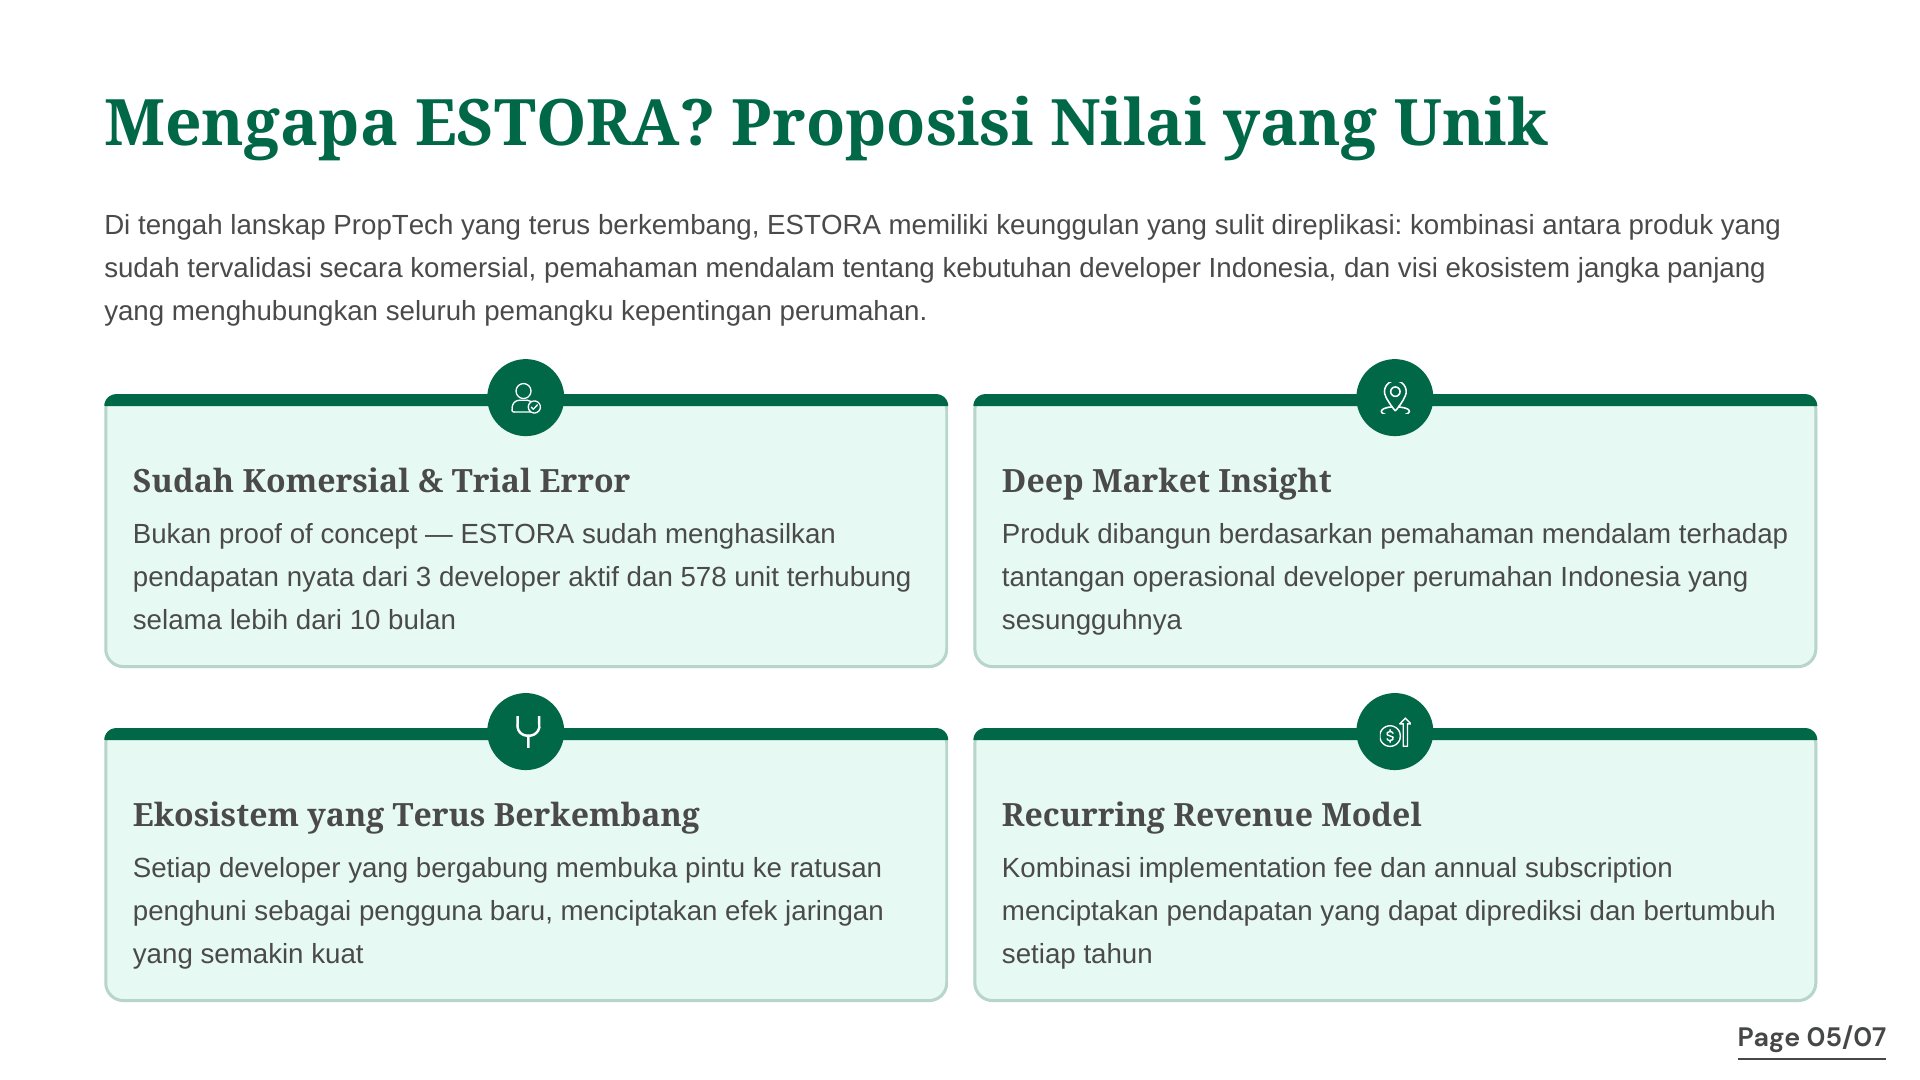 Mengapa ESTORA? Proposisi Nilai yang Unik
Di tengah lanskap PropTech yang terus berkembang, ESTORA memiliki keunggulan yang sulit direplikasi: kombinasi antara produk yang
sudah tervalidasi secara komersial, pemahaman mendalam tentang kebutuhan developer Indonesia, dan visi ekosistem jangka panjang
yang menghubungkan seluruh pemangku kepentingan perumahan.
Sudah Komersial & Trial Error
Bukan proof of concept — ESTORA sudah menghasilkan
pendapatan nyata dari 3 developer aktif dan 578 unit terhubung
selama lebih dari 10 bulan
Deep Market Insight
Produk dibangun berdasarkan pemahaman mendalam terhadap
tantangan operasional developer perumahan Indonesia yang
sesungguhnya
Ekosistem yang Terus Berkembang
Setiap developer yang bergabung membuka pintu ke ratusan
penghuni sebagai pengguna baru, menciptakan efek jaringan
yang semakin kuat
Recurring Revenue Model
Kombinasi implementation fee dan annual subscription
menciptakan pendapatan yang dapat diprediksi dan bertumbuh
setiap tahun
Page 05/07